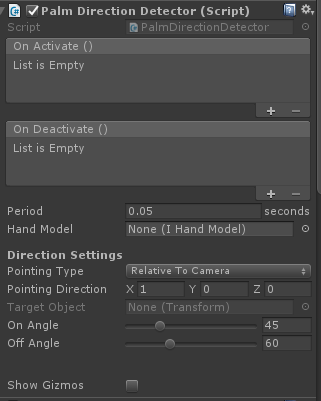 Palm Direction Detector (Script)
Script PalmDirectionDetector
On Activate ()
List is Empty
+ −
On Deactivate ()
List is Empty
+ −
Period 0.05 seconds
Hand Model None (I Hand Model)
Direction Settings
Pointing Type Relative To Camera
Pointing Direction X 1 Y 0 Z 0
Target Object None (Transform)
On Angle 45
Off Angle 60
Show Gizmos